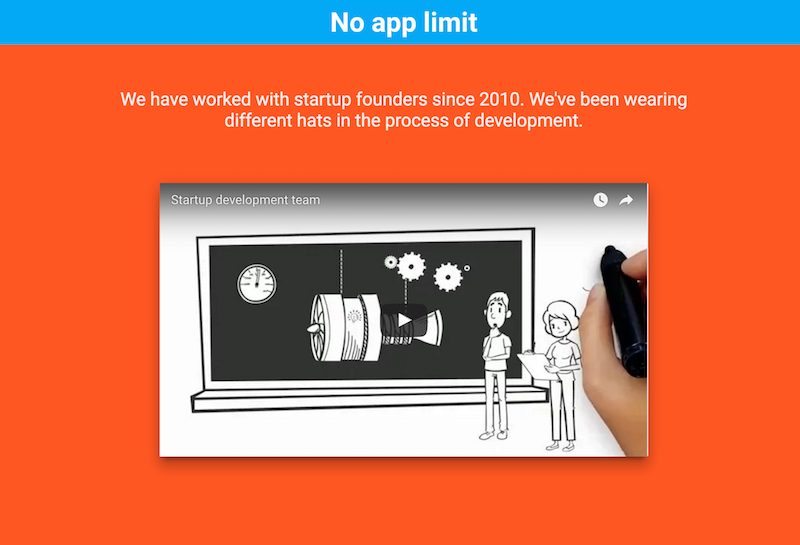 No app limit
We have worked with startup founders since 2010. We've been wearing
different hats in the process of development.
Startup development team